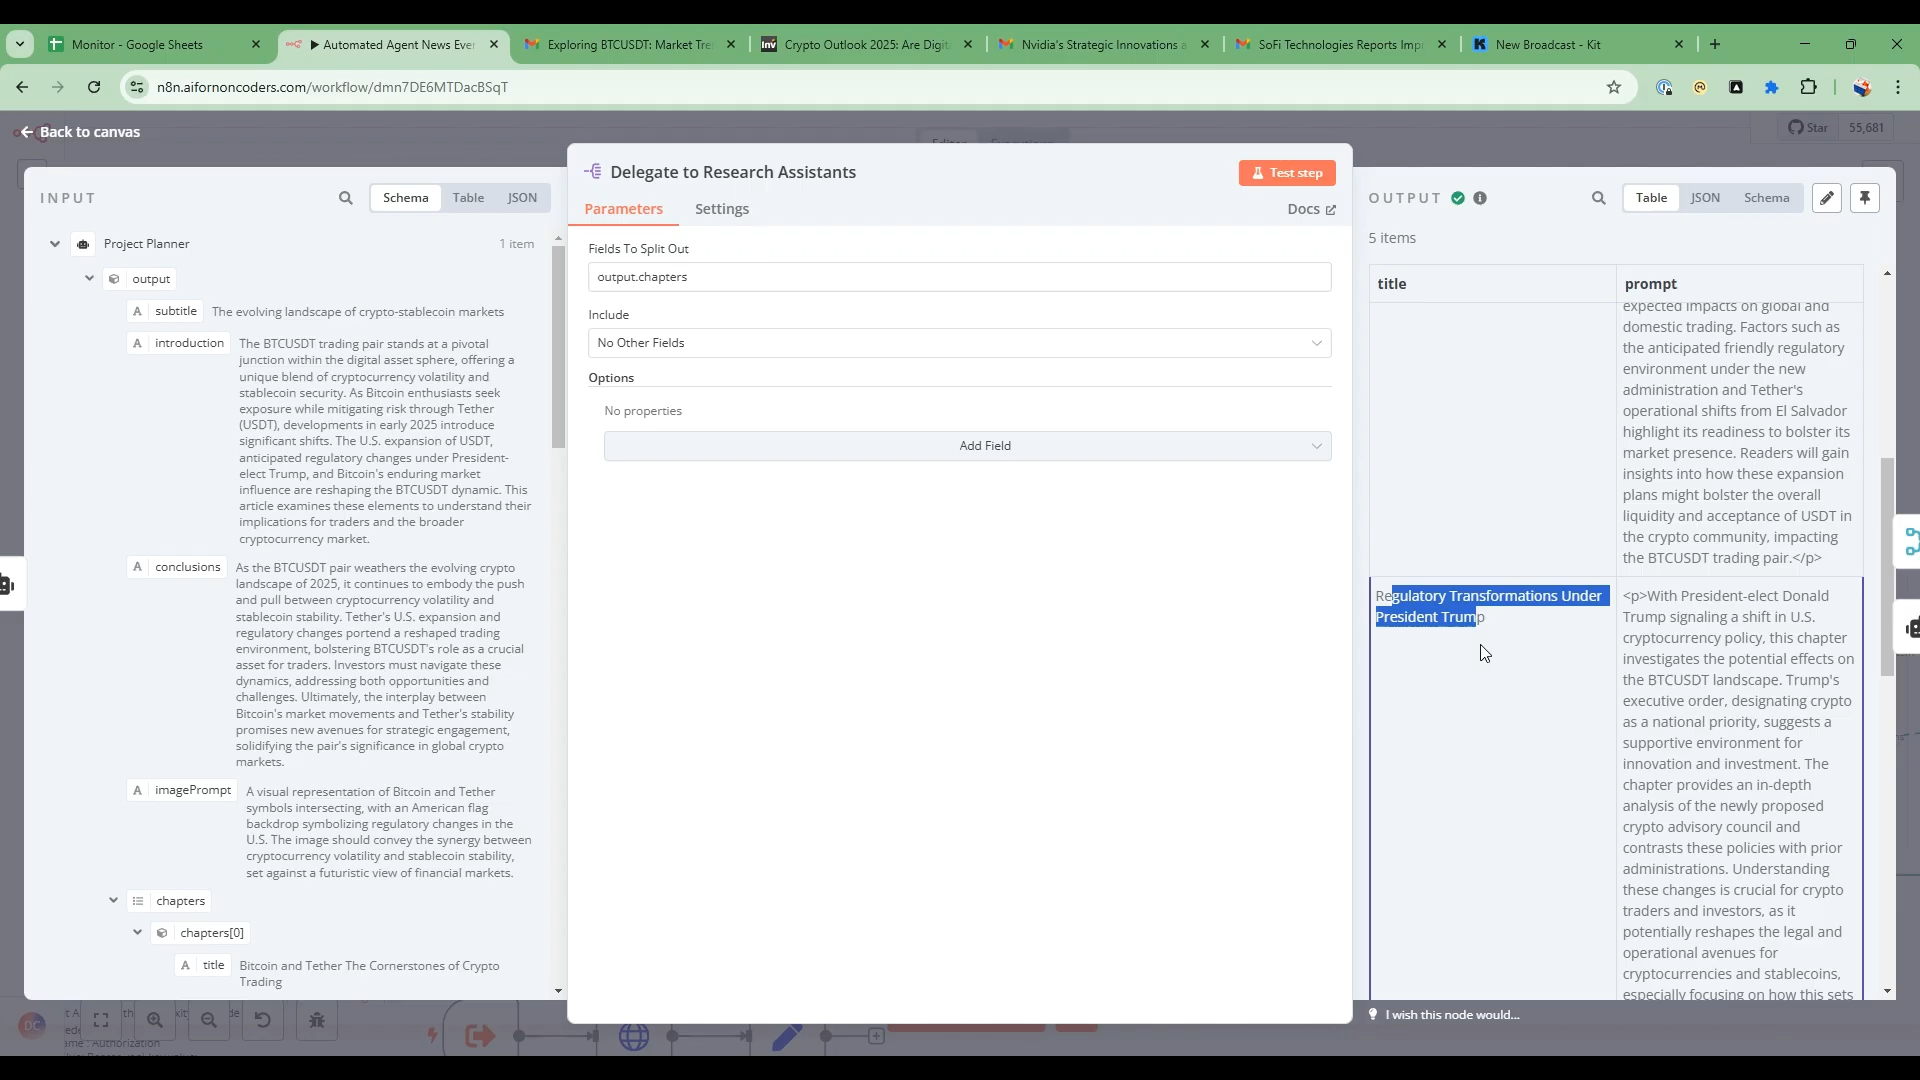 Monitor - Google Sheets
Automated Agent News Ever
Exploring BTCUSDT: Market Tre
Inv
Crypto Outlook 2025: Are Digit
Nvidia's Strategic Innovations a
SoFi Technologies Reports Impr
New Broadcast - Kit
n8n.aifornoncoders.com/workflow/dmn7DE6MTDacBSqT
Back to canvas
Star 55,681
INPUT
Schema
Table
JSON
Project Planner
1 item
output
A subtitle The evolving landscape of crypto-stablecoin markets
A introduction The BTCUSDT trading pair stands at a pivotal
junction within the digital asset sphere, offering a
unique blend of cryptocurrency volatility and
stablecoin security. As Bitcoin enthusiasts seek
exposure while mitigating risk through Tether
(USDT), developments in early 2025 introduce
significant shifts. The U.S. expansion of USDT,
anticipated regulatory changes under President-
elect Trump, and Bitcoin's enduring market
influence are reshaping the BTCUSDT dynamic. This
article examines these elements to understand their
implications for traders and the broader
cryptocurrency market.
A conclusions As the BTCUSDT pair weathers the evolving crypto
landscape of 2025, it continues to embody the push
and pull between cryptocurrency volatility and
stablecoin stability. Tether's U.S. expansion and
regulatory changes portend a reshaped trading
environment, bolstering BTCUSDT's role as a crucial
asset for traders. Investors must navigate these
dynamics, addressing both opportunities and
challenges. Ultimately, the interplay between
Bitcoin's market movements and Tether's stability
promises new avenues for strategic engagement,
solidifying the pair's significance in global crypto
markets.
A imagePrompt A visual representation of Bitcoin and Tether
symbols intersecting, with an American flag
backdrop symbolizing regulatory changes in the
U.S. The image should convey the synergy between
cryptocurrency volatility and stablecoin stability,
set against a futuristic view of financial markets.
chapters
chapters[0]
A title Bitcoin and Tether The Cornerstones of Crypto
Trading
Delegate to Research Assistants
Test step
Parameters
Settings
Docs
Fields To Split Out
output.chapters
Include
No Other Fields
Options
No properties
Add Field
OUTPUT
Table
JSON
Schema
5 items
title
prompt
expected impacts on global and
domestic trading. Factors such as
the anticipated friendly regulatory
environment under the new
administration and Tether's
operational shifts from El Salvador
highlight its readiness to bolster its
market presence. Readers will gain
insights into how these expansion
plans might bolster the overall
liquidity and acceptance of USDT in
the crypto community, impacting
the BTCUSDT trading pair.</p>
Regulatory Transformations Under
President Trump
<p>With President-elect Donald
Trump signaling a shift in U.S.
cryptocurrency policy, this chapter
investigates the potential effects on
the BTCUSDT landscape. Trump's
executive order, designating crypto
as a national priority, suggests a
supportive environment for
innovation and investment. The
chapter provides an in-depth
analysis of the newly proposed
crypto advisory council and
contrasts these policies with prior
administrations. Understanding
these changes is crucial for crypto
traders and investors, as it
potentially reshapes the legal and
operational avenues for
cryptocurrencies and stablecoins,
especially focusing on how this sets
I wish this node would...
DC